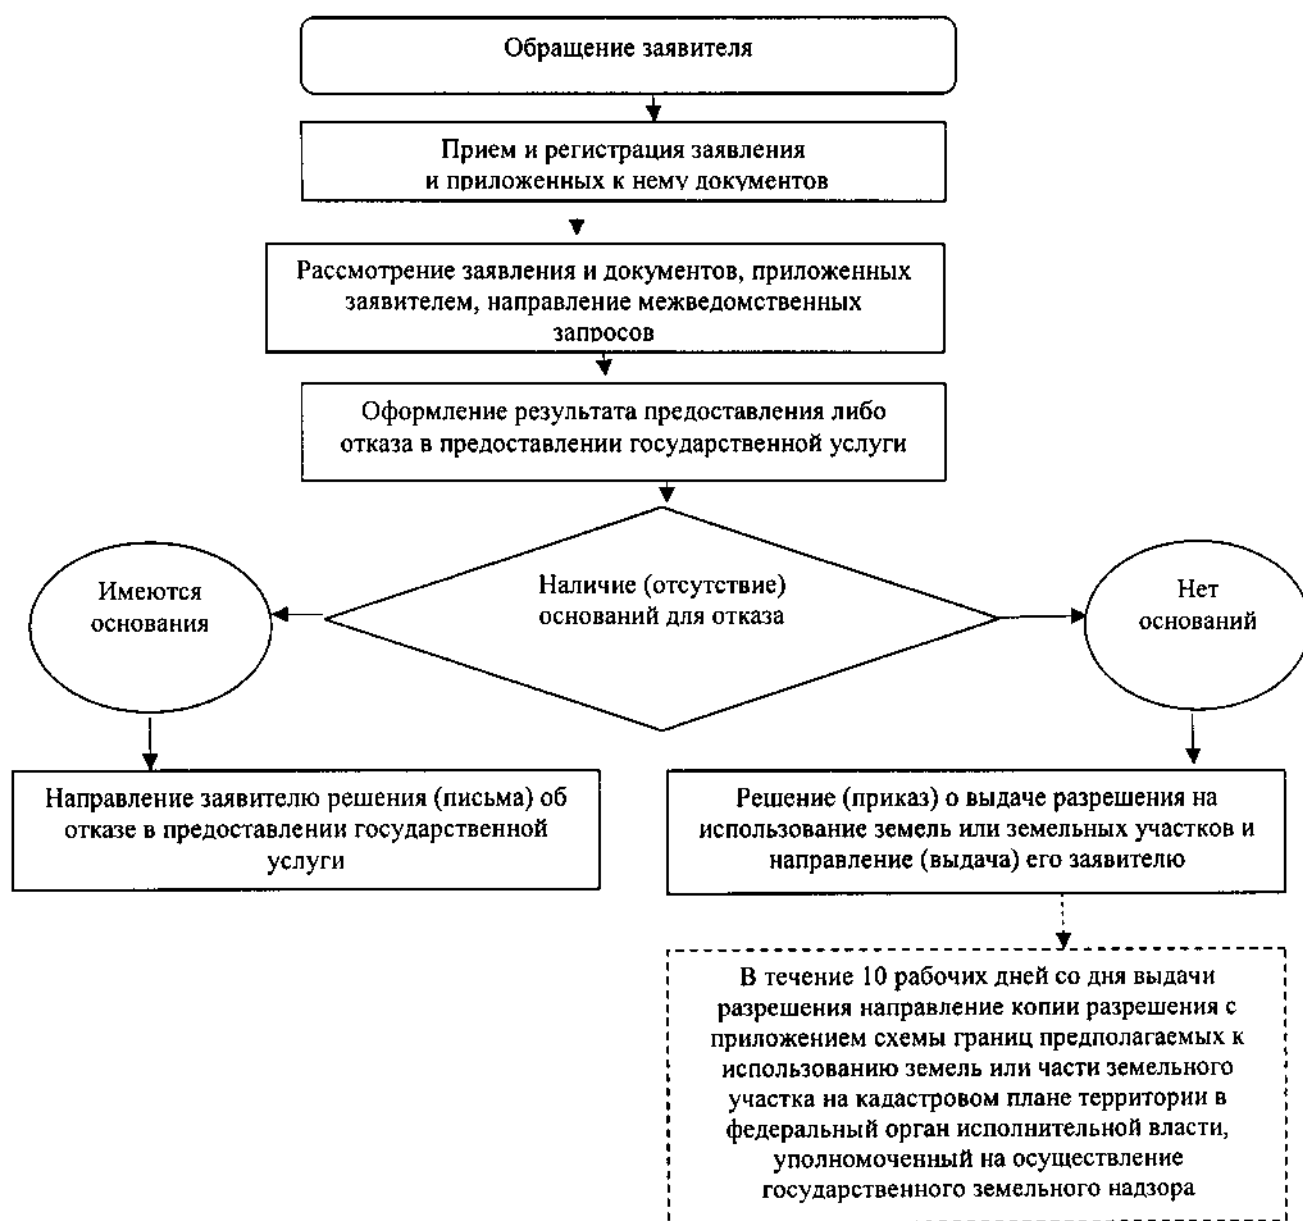 Обращение заявителя
Прием и регистрация заявления
и приложенных к нему документов
Рассмотрение заявления и документов, приложенных
заявителем, направление межведомственных
запросов
Оформление результата предоставления либо
отказа в предоставлении государственной услуги
Наличие (отсутствие)
оснований для отказа
Имеются
основания
Нет
оснований
Направление заявителю решения (письма) об
отказе в предоставлении государственной
услуги
Решение (приказ) о выдаче разрешения на
использование земель или земельных участков и
направление (выдача) его заявителю
В течение 10 рабочих дней со дня выдачи
разрешения направление копии разрешения с
приложением схемы границ предполагаемых к
использованию земель или части земельного
участка на кадастровом плане территории в
федеральный орган исполнительной власти,
уполномоченный на осуществление
государственного земельного надзора